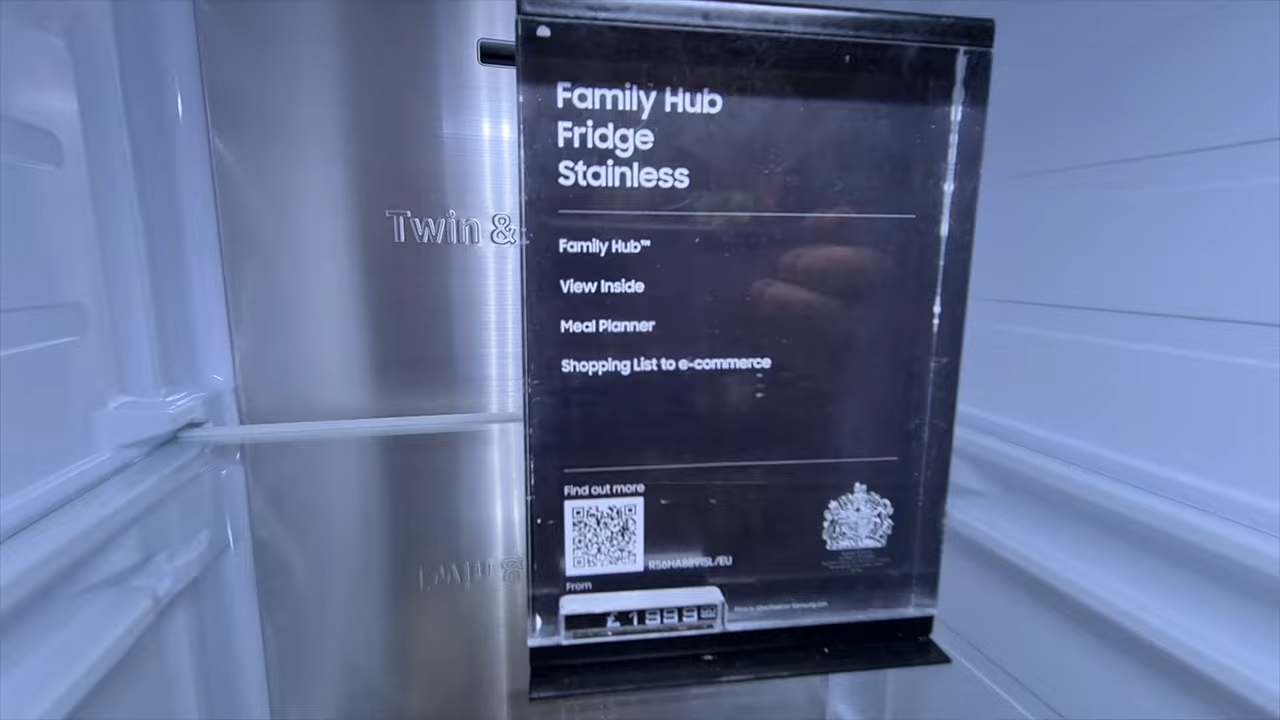 Family Hub
Fridge
Stainless
Twin &
Family Hub™
View Inside
Meal Planner
Shopping List to e-commerce
Find out more
From
£1999